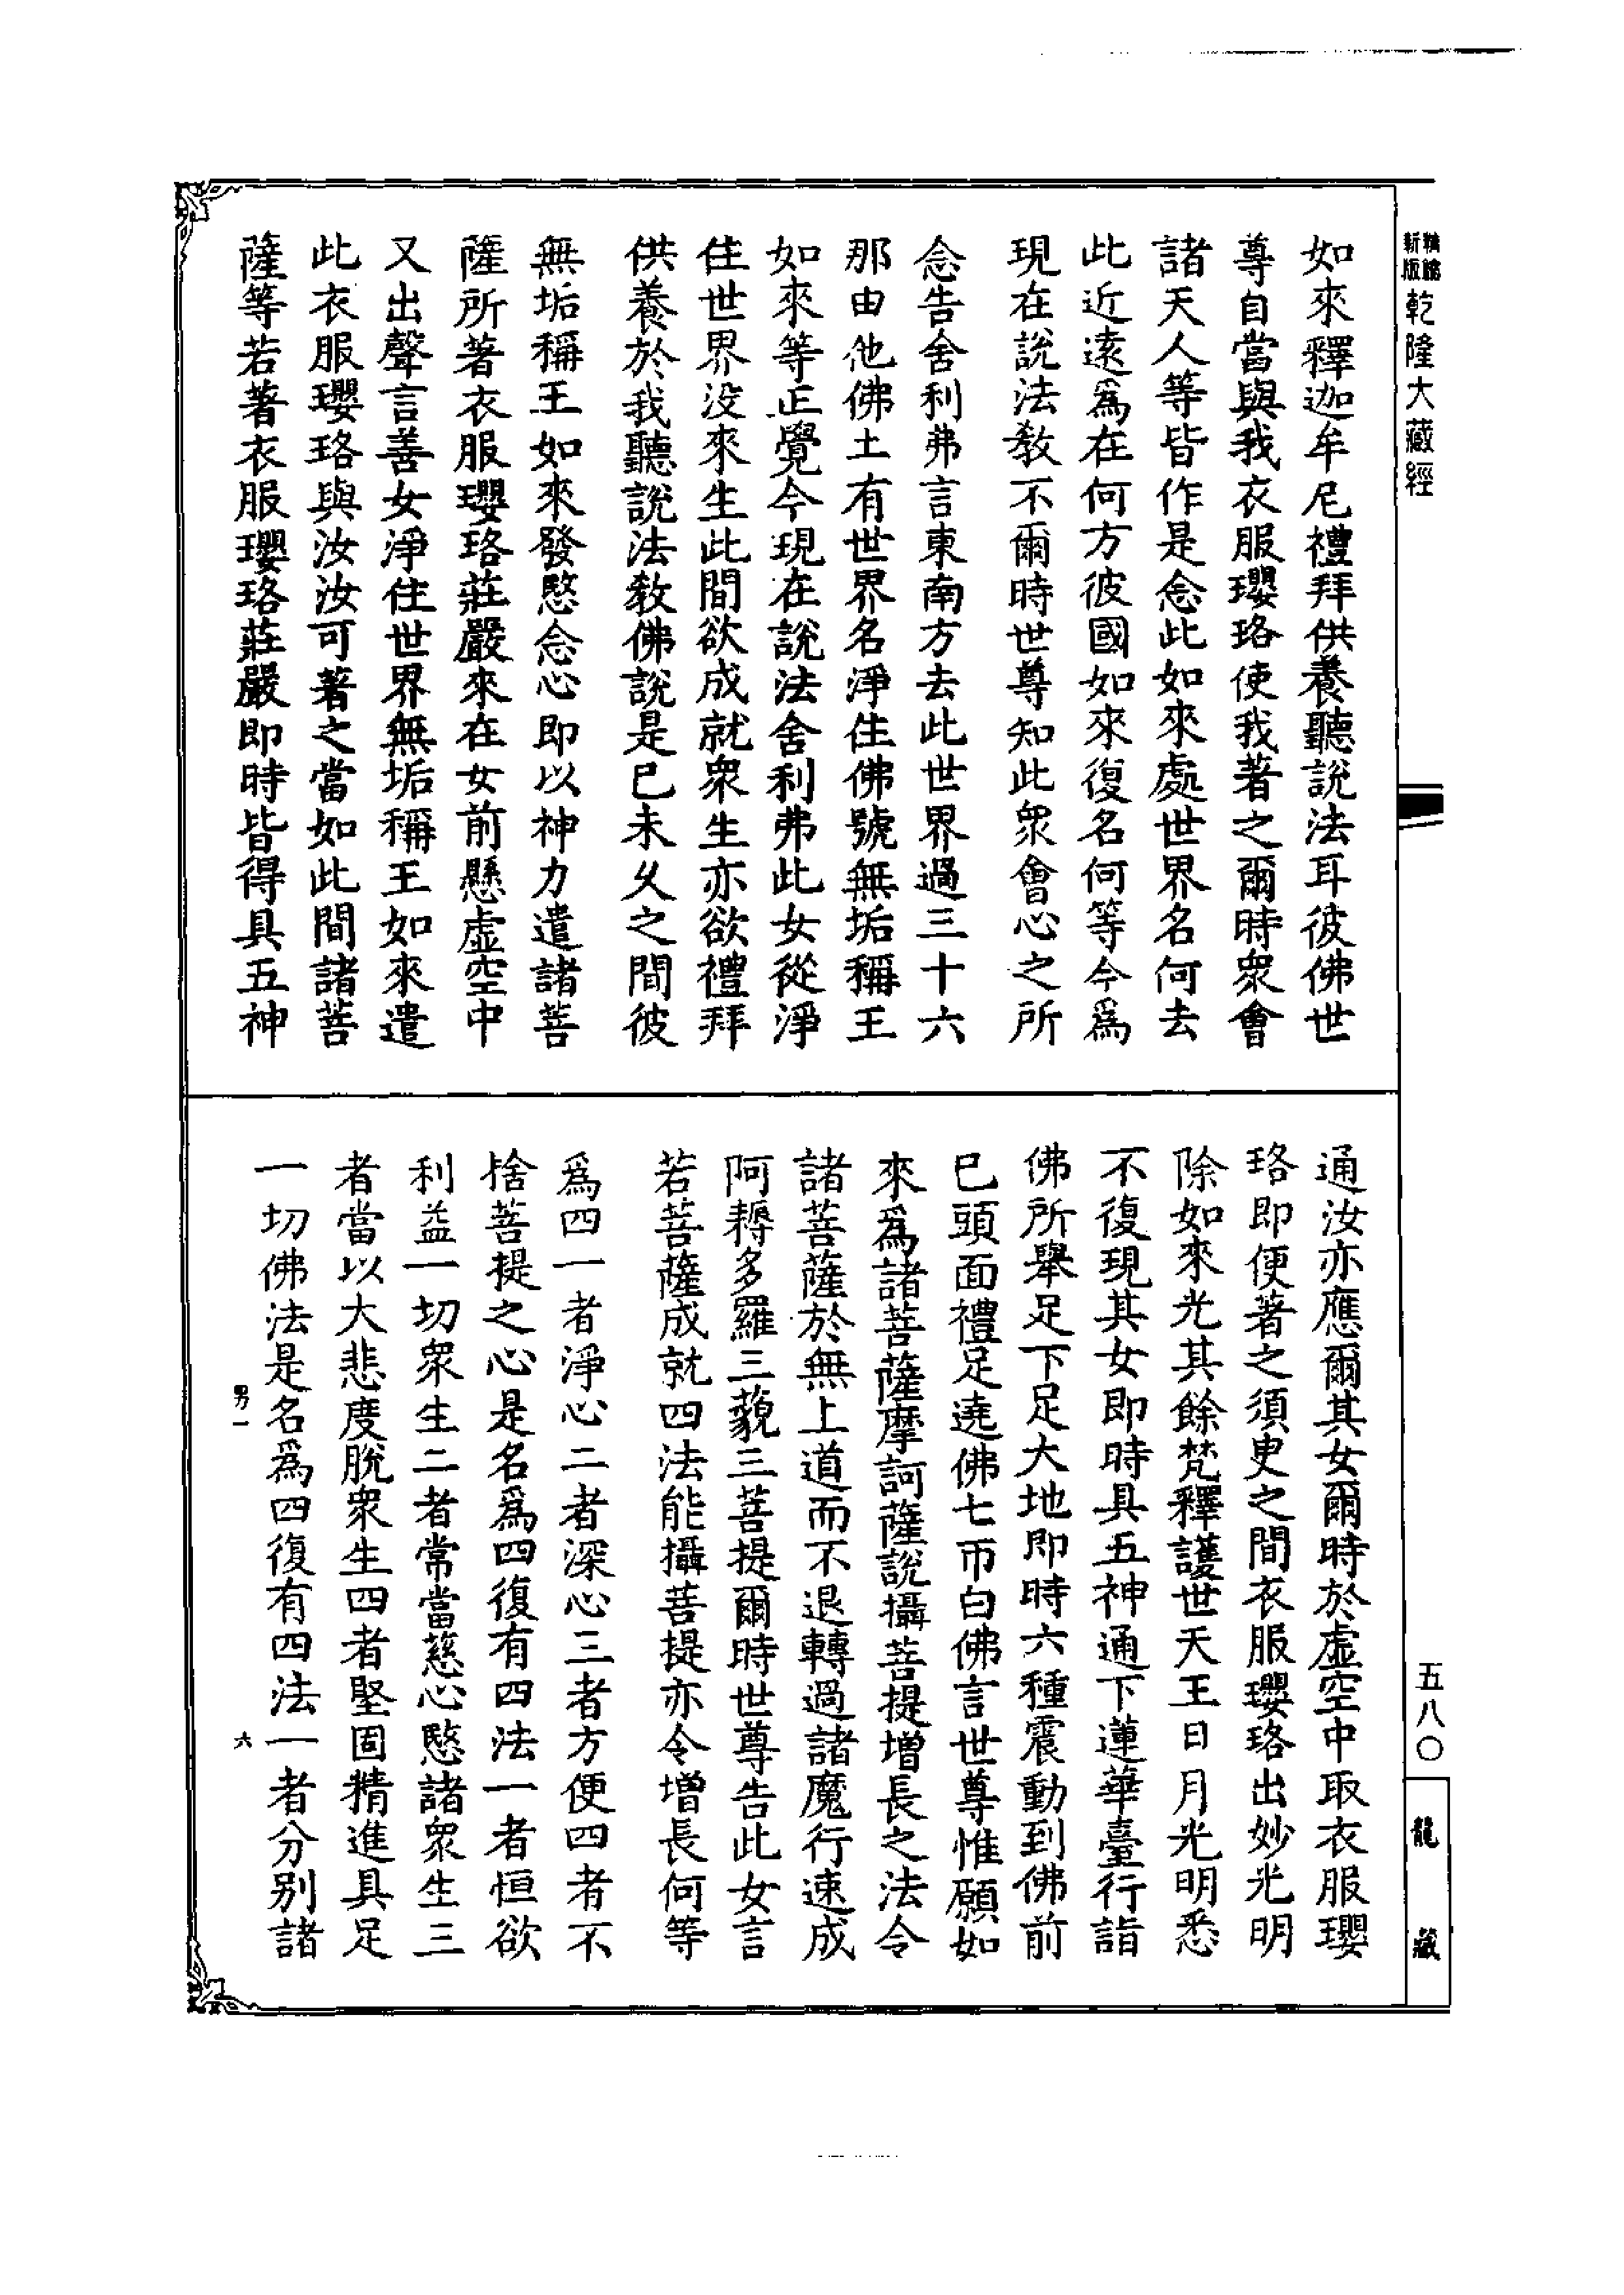 新版
乾隆大藏經
如來釋迦牟尼禮拜供養聽說法耳彼佛世
尊自當與我衣服瓔珞使我著之爾時眾會
諸天人等皆作是念此如來處世界名何去
此近遠為在何方彼國如來復名何等今為
現在說法教不爾時世尊知此眾會心之所
念告舍利弗言東南方去此世界過三十六
那由他佛土有世界名淨住佛號無垢稱王
如來等正覺今現在說法舍利弗此女從淨
住世界没來生此間欲成就眾生亦欲禮拜
供養於我聽說法教佛說是已未久之間彼
無垢稱王如來發愍念心即以神力遣諸菩
薩所著衣服瓔珞莊嚴來在女前懸虛空中
又出聲言善女淨住世界無垢稱王如來遣
此衣服瓔珞與汝汝可著之當如此間諸菩
薩等若著衣服瓔珞莊嚴即時皆得具五神
通汝亦應爾其女爾時於虛空中取衣服瓔
珞即便著之須臾之間衣服瓔珞出妙光明
除如來光其餘梵釋護世天王日月光明悉
不復現其女即時具五神通下蓮華臺行詣
佛所舉足下足大地即時六種震動到佛前
已頭面禮足遶佛七帀白佛言世尊惟願如
來為諸菩薩摩訶薩說攝菩提增長之法令
諸菩薩於無上道而不退轉過諸魔行速成
阿耨多羅三藐三菩提爾時世尊告此女言
若菩薩成就四法能攝菩提亦令增長何等
為四一者淨心二者深心三者方便四者不
捨菩提之心是名為四復有四法一者恒欲
利益一切眾生二者常當慈心愍諸眾生三
者當以大悲度脫眾生四者堅固精進具足
一切佛法是名為四復有四法一者分別諸
男一
六
五八〇
龍藏